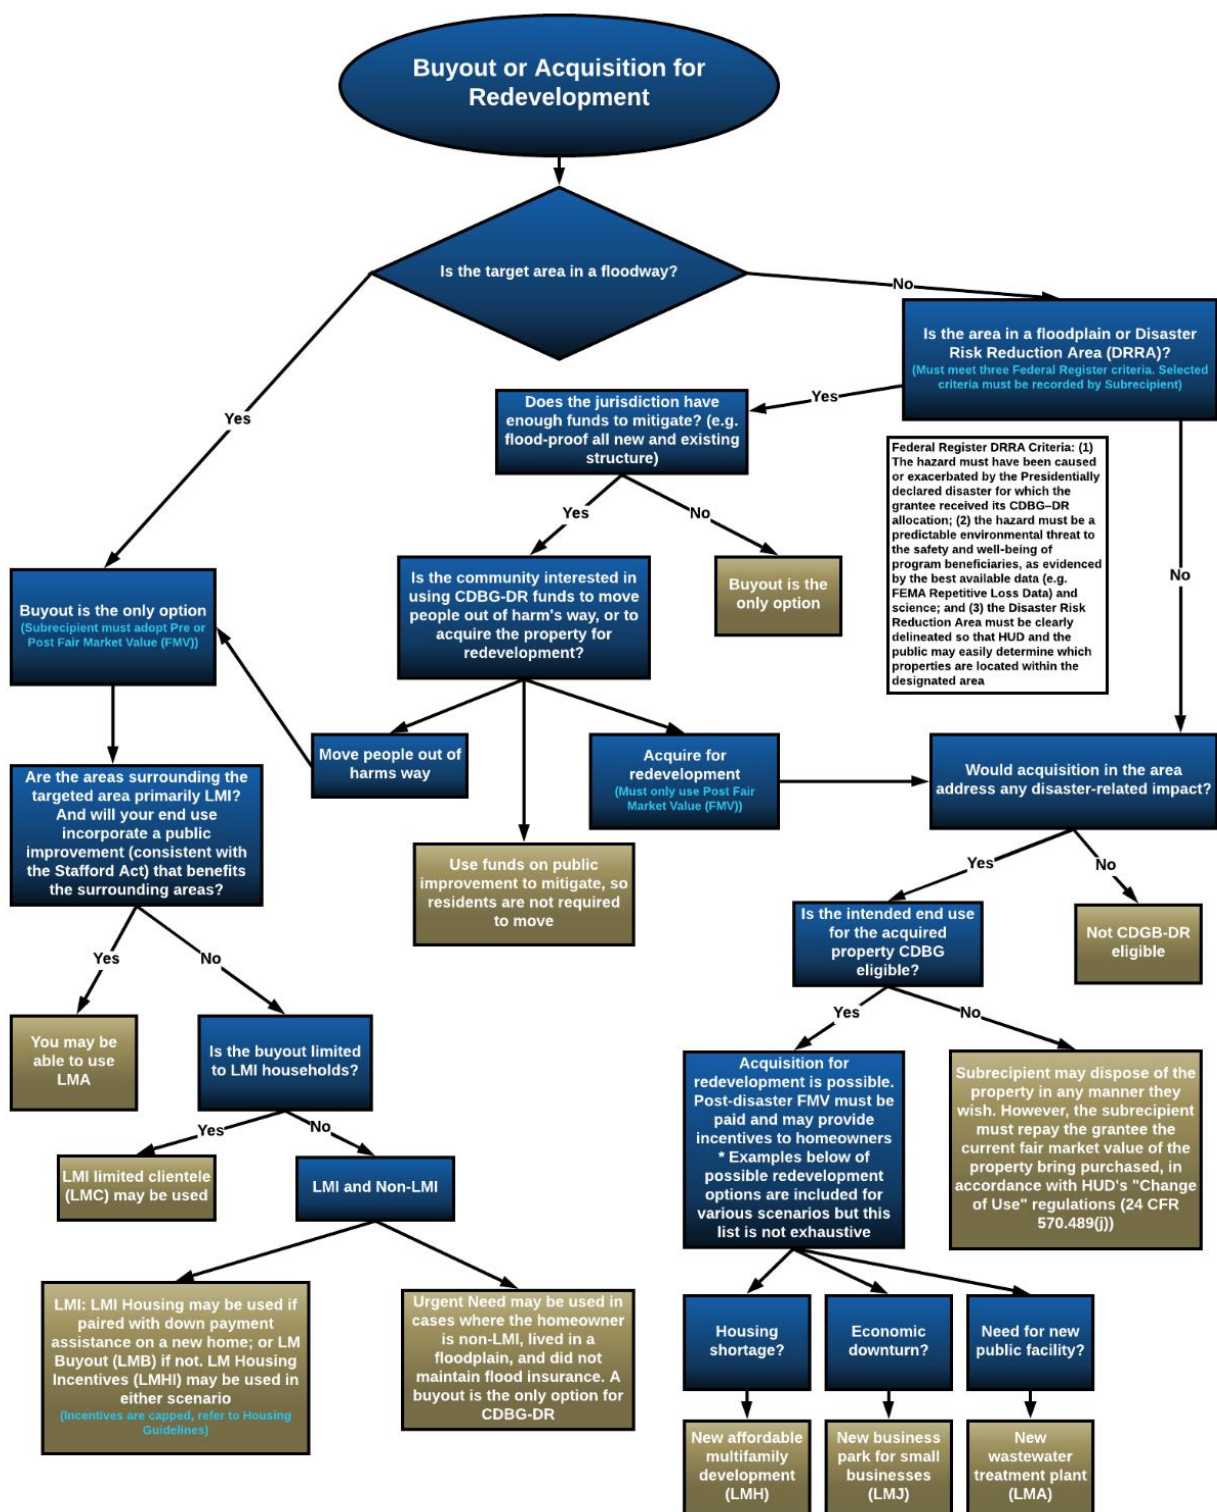 Buyout or Acquisition for
Redevelopment
Is the target area in a floodway?
No
Is the area in a floodplain or Disaster
Risk Reduction Area (DRRA)?
(Must meet three Federal Register criteria. Selected
criteria must be recorded by Subrecipient)
Yes
Yes
Does the jurisdiction have
enough funds to mitigate? (e.g.
flood-proof all new and existing
structure)
Federal Register DRRA Criteria: (1)
The hazard must have been caused
or exacerbated by the Presidentially
declared disaster for which the
grantee received its CDBG–DR
allocation; (2) the hazard must be a
predictable environmental threat to
the safety and well-being of
program beneficiaries, as evidenced
by the best available data (e.g.
FEMA Repetitive Loss Data) and
science; and (3) the Disaster Risk
Reduction Area must be clearly
delineated so that HUD and the
public may easily determine which
properties are located within the
designated area
Yes
No
No
Buyout is the only option
(Subrecipient must adopt Pre or
Post Fair Market Value (FMV))
Is the community interested in
using CDBG-DR funds to move
people out of harm's way, or to
acquire the property for
redevelopment?
Buyout is the
only option
Move people out of
harms way
Acquire for
redevelopment
(Must only use Post Fair
Market Value (FMV))
Would acquisition in the area
address any disaster-related impact?
Are the areas surrounding the
targeted area primarily LMI?
And will your end use
incorporate a public
improvement (consistent with
the Stafford Act) that benefits
the surrounding areas?
Use funds on public
improvement to mitigate, so
residents are not required
to move
Yes
No
Is the intended end use
for the acquired
property CDBG
eligible?
Not CDGB-DR
eligible
Yes
No
Yes
No
You may be
able to use
LMA
Is the buyout limited
to LMI households?
Acquisition for
redevelopment is possible.
Post-disaster FMV must be
paid and may provide
incentives to homeowners
* Examples below of
possible redevelopment
options are included for
various scenarios but this
list is not exhaustive
Subrecipient may dispose of the
property in any manner they
wish. However, the subrecipient
must repay the grantee the
current fair market value of the
property bring purchased, in
accordance with HUD's "Change
of Use" regulations (24 CFR
570.489(j))
Yes
No
LMI limited clientele
(LMC) may be used
LMI and Non-LMI
LMI: LMI Housing may be used if
paired with down payment
assistance on a new home; or LM
Buyout (LMB) if not. LM Housing
Incentives (LMHI) may be used in
either scenario
(Incentives are capped, refer to Housing
Guidelines)
Urgent Need may be used in
cases where the homeowner
is non-LMI, lived in a
floodplain, and did not
maintain flood insurance. A
buyout is the only option for
CDBG-DR
Housing
shortage?
Economic
downturn?
Need for new
public facility?
New affordable
multifamily
development
(LMH)
New business
park for small
businesses
(LMJ)
New
wastewater
treatment plant
(LMA)